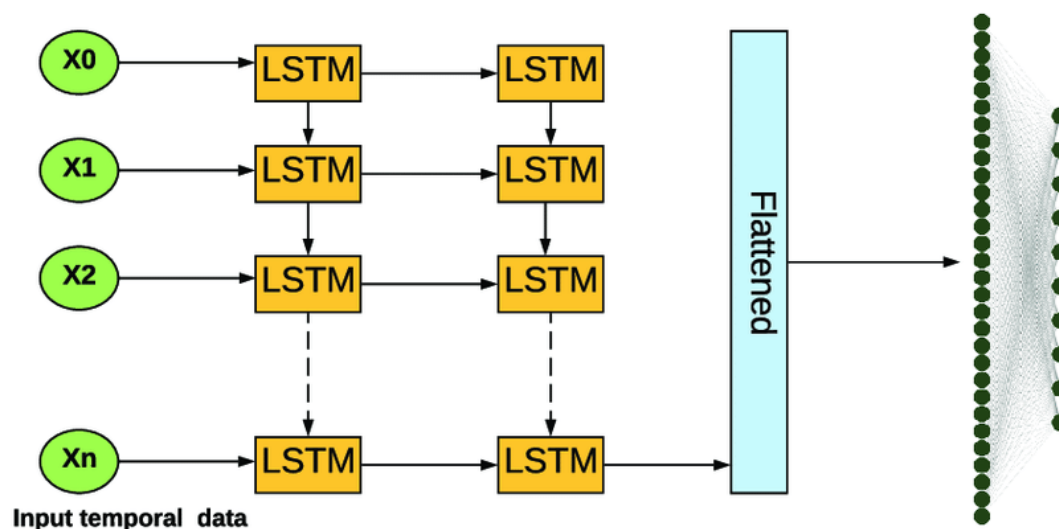 X0
LSTM
LSTM
X1
LSTM
LSTM
X2
LSTM
LSTM
Xn
LSTM
LSTM
Flattened
Input temporal data